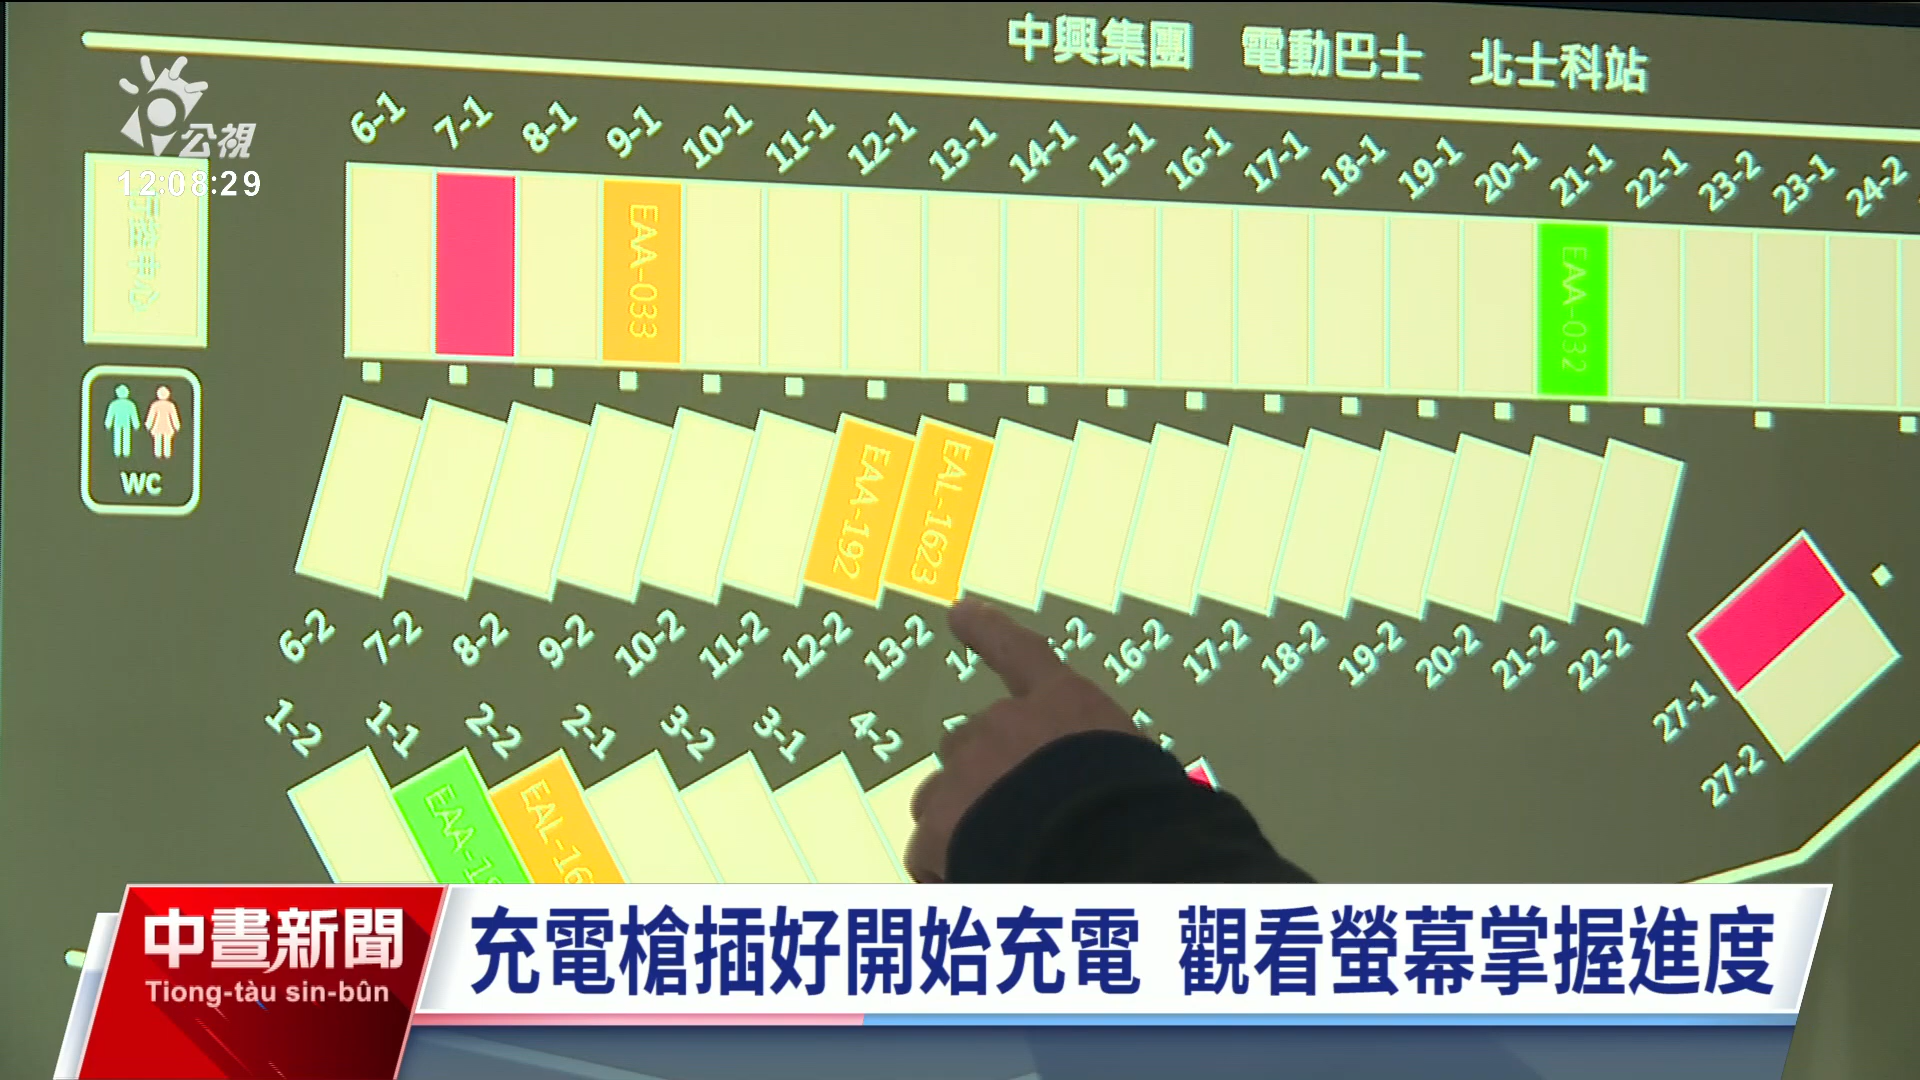 中興集團 電動巴士 北士科站
公視
12:08:29
6-1 7-1 8-1 9-1 10-1 11-1 12-1 13-1 14-1 15-1 16-1 17-1 18-1 19-1 20-1 21-1 22-1 23-2 23-1 24-2
EAA-033
EAA-032
WC
EAA-192
EAL-1623
6-2 7-2 8-2 9-2 10-2 11-2 12-2 13-2 16-2 17-2 18-2 19-2 20-2 21-2 22-2
27-1
27-2
1-2 1-1 2-2 2-1 3-2 3-1 4-2
EAA-19
EAL-16
中晝新聞
Tiong-tàu sin-bûn
充電槍插好開始充電 觀看螢幕掌握進度